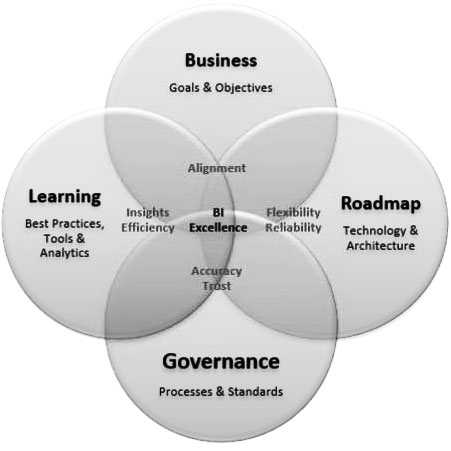 Business
Goals & Objectives
Alignment
Learning
Best Practices,
Tools &
Analytics
Insights
Efficiency
BI
Excellence
Flexibility
Reliability
Roadmap
Technology &
Architecture
Accuracy
Trust
Governance
Processes & Standards